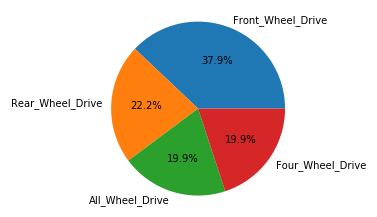 Front_Wheel_Drive
37.9%
Rear_Wheel_Drive
22.2%
19.9%
19.9%
Four_Wheel_Drive
All_Wheel_Drive